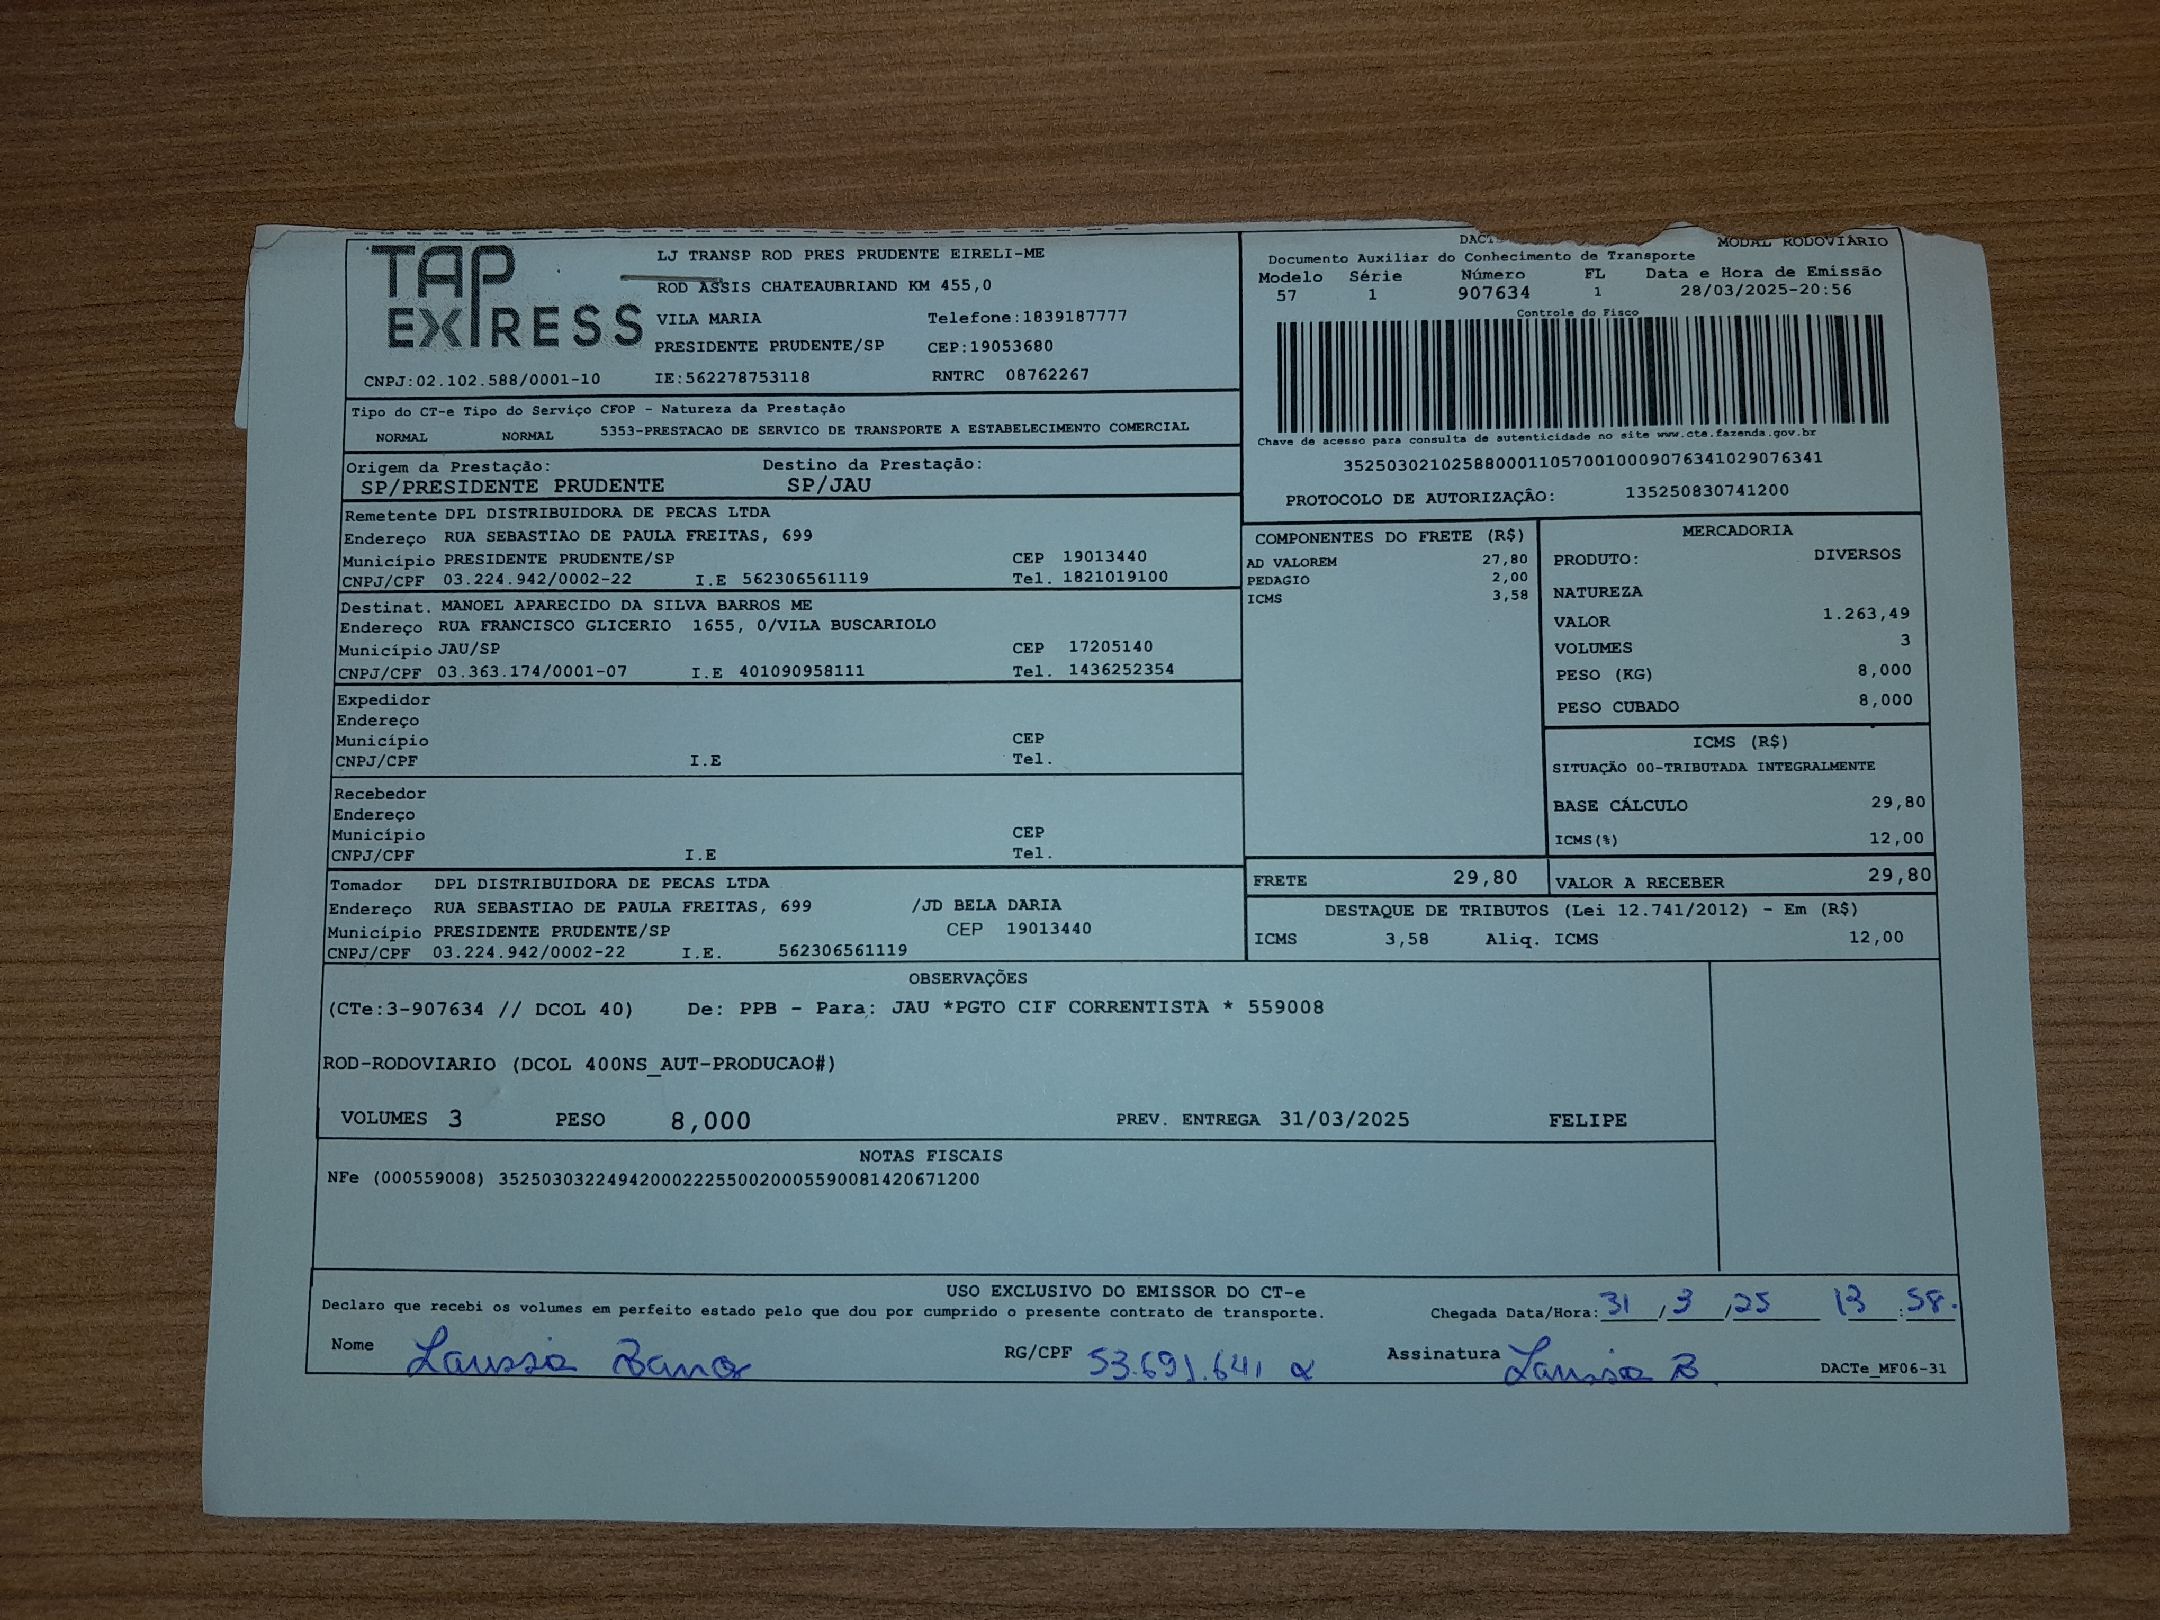 TAP EXPRESS
LJ TRANSP ROD PRES PRUDENTE EIRELI-ME
ROD ASSIS CHATEAUBRIAND KM 455,0
VILA MARIA Telefone:1839187777
PRESIDENTE PRUDENTE/SP CEP:19053680
CNPJ:02.102.588/0001-10 IE:562278753118 RNTRC 08762267
MODAL RODOVIÁRIO
Documento Auxiliar do Conhecimento de Transporte
Modelo Série Número FL Data e Hora de Emissão
57 1 907634 1 28/03/2025-20:56
Controle do Fisco
Chave de acesso para consulta de autenticidade no site www.cte.fazenda.gov.br
35250302102588000110570010009076341029076341
PROTOCOLO DE AUTORIZAÇÃO: 135250830741200
Tipo do CT-e Tipo do Serviço CFOP - Natureza da Prestação
NORMAL NORMAL 5353-PRESTACAO DE SERVICO DE TRANSPORTE A ESTABELECIMENTO COMERCIAL
Origem da Prestação: Destino da Prestação:
SP/PRESIDENTE PRUDENTE SP/JAU
Remetente DPL DISTRIBUIDORA DE PECAS LTDA
Endereço RUA SEBASTIAO DE PAULA FREITAS, 699
Município PRESIDENTE PRUDENTE/SP CEP 19013440
CNPJ/CPF 03.224.942/0002-22 I.E 562306561119 Tel. 1821019100
Destinat. MANOEL APARECIDO DA SILVA BARROS ME
Endereço RUA FRANCISCO GLICERIO 1655, 0/VILA BUSCARIOLO
Município JAU/SP CEP 17205140
CNPJ/CPF 03.363.174/0001-07 I.E 401090958111 Tel. 1436252354
Expedidor
Endereço
Município CEP
CNPJ/CPF I.E Tel.
Recebedor
Endereço
Município CEP
CNPJ/CPF I.E Tel.
Tomador DPL DISTRIBUIDORA DE PECAS LTDA
Endereço RUA SEBASTIAO DE PAULA FREITAS, 699 /JD BELA DARIA
Município PRESIDENTE PRUDENTE/SP CEP 19013440
CNPJ/CPF 03.224.942/0002-22 I.E. 562306561119
COMPONENTES DO FRETE (R$)
AD VALOREM 27,80
PEDAGIO 2,00
ICMS 3,58
MERCADORIA
PRODUTO: DIVERSOS
NATUREZA
VALOR 1.263,49
VOLUMES 3
PESO (KG) 8,000
PESO CUBADO 8,000
ICMS (R$)
SITUAÇÃO 00-TRIBUTADA INTEGRALMENTE
BASE CÁLCULO 29,80
ICMS(%) 12,00
FRETE 29,80 VALOR A RECEBER 29,80
DESTAQUE DE TRIBUTOS (Lei 12.741/2012) - Em (R$)
ICMS 3,58 Aliq. ICMS 12,00
OBSERVAÇÕES
(CTe:3-907634 // DCOL 40) De: PPB - Para: JAU *PGTO CIF CORRENTISTA * 559008
ROD-RODOVIARIO (DCOL 400NS_AUT-PRODUCAO#)
VOLUMES 3 PESO 8,000 PREV. ENTREGA 31/03/2025 FELIPE
NOTAS FISCAIS
NFe (000559008) 35250303224942000222550020005590081420671200
USO EXCLUSIVO DO EMISSOR DO CT-e
Declaro que recebi os volumes em perfeito estado pelo que dou por cumprido o presente contrato de transporte. Chegada Data/Hora: 31/3/25 13:58.
Nome RG/CPF 53.691.641 Assinatura DACTe_MF06-31